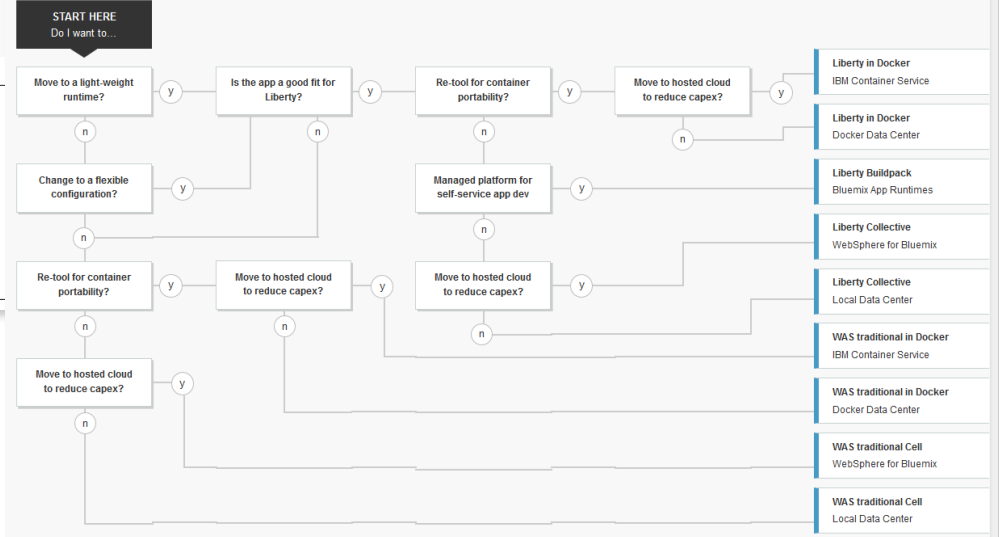 START HERE
Do I want to...
Move to a light-weight
runtime?
y
Is the app a good fit for
Liberty?
y
Re-tool for container
portability?
y
Move to hosted cloud
to reduce capex?
y
Liberty in Docker
IBM Container Service
n
n
n
n
Liberty in Docker
Docker Data Center
Change to a flexible
configuration?
y
Managed platform for
self-service app dev
y
Liberty Buildpack
Bluemix App Runtimes
n
n
Liberty Collective
WebSphere for Bluemix
Re-tool for container
portability?
y
Move to hosted cloud
to reduce capex?
y
Move to hosted cloud
to reduce capex?
y
Liberty Collective
Local Data Center
n
n
n
WAS traditional in Docker
IBM Container Service
Move to hosted cloud
to reduce capex?
y
WAS traditional in Docker
Docker Data Center
n
WAS traditional Cell
WebSphere for Bluemix
WAS traditional Cell
Local Data Center